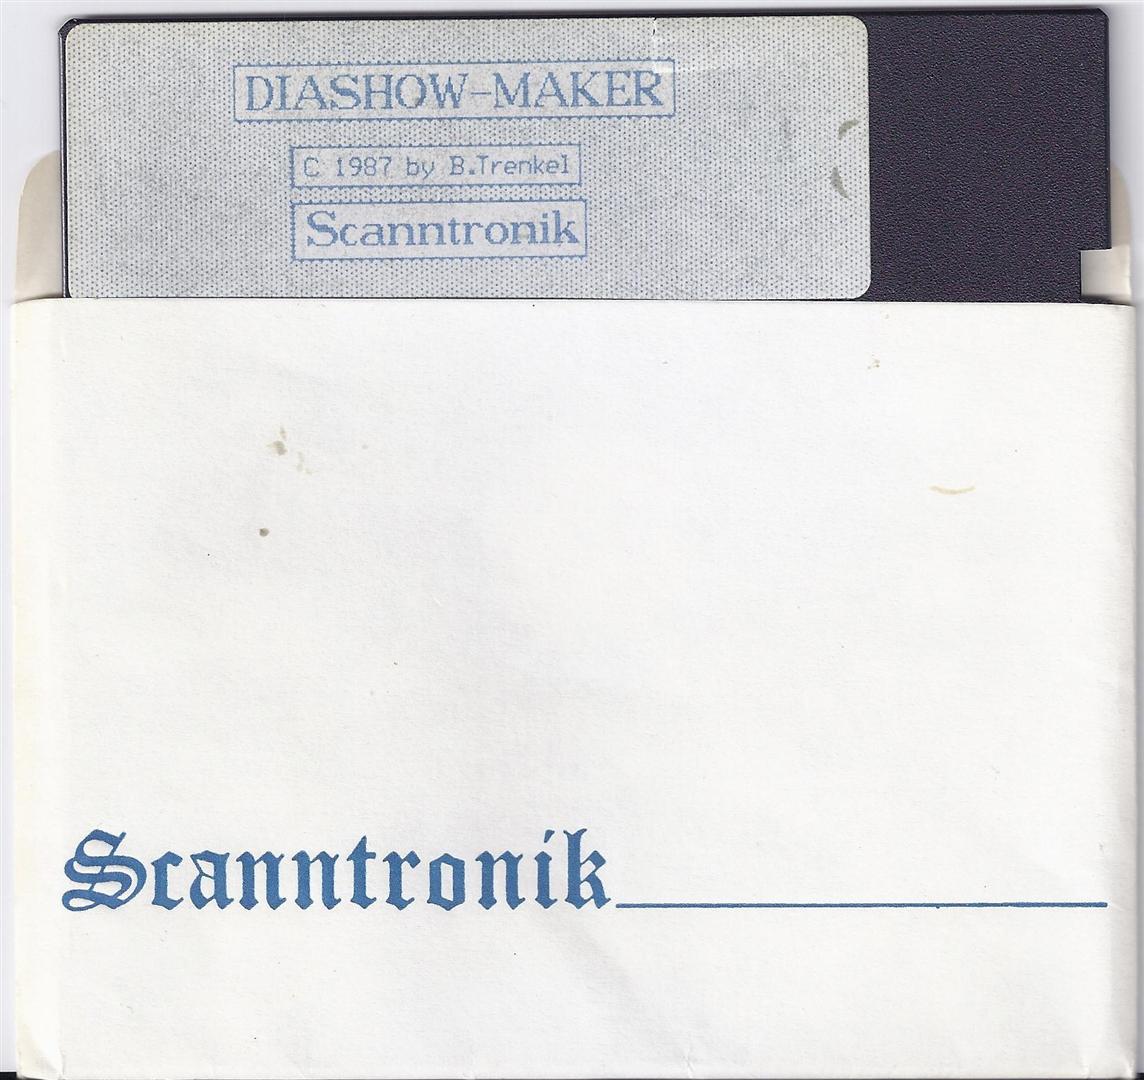 DIASHOW-MAKER
C 1987 by B.Trenkel
Scanntronik
Scanntronik